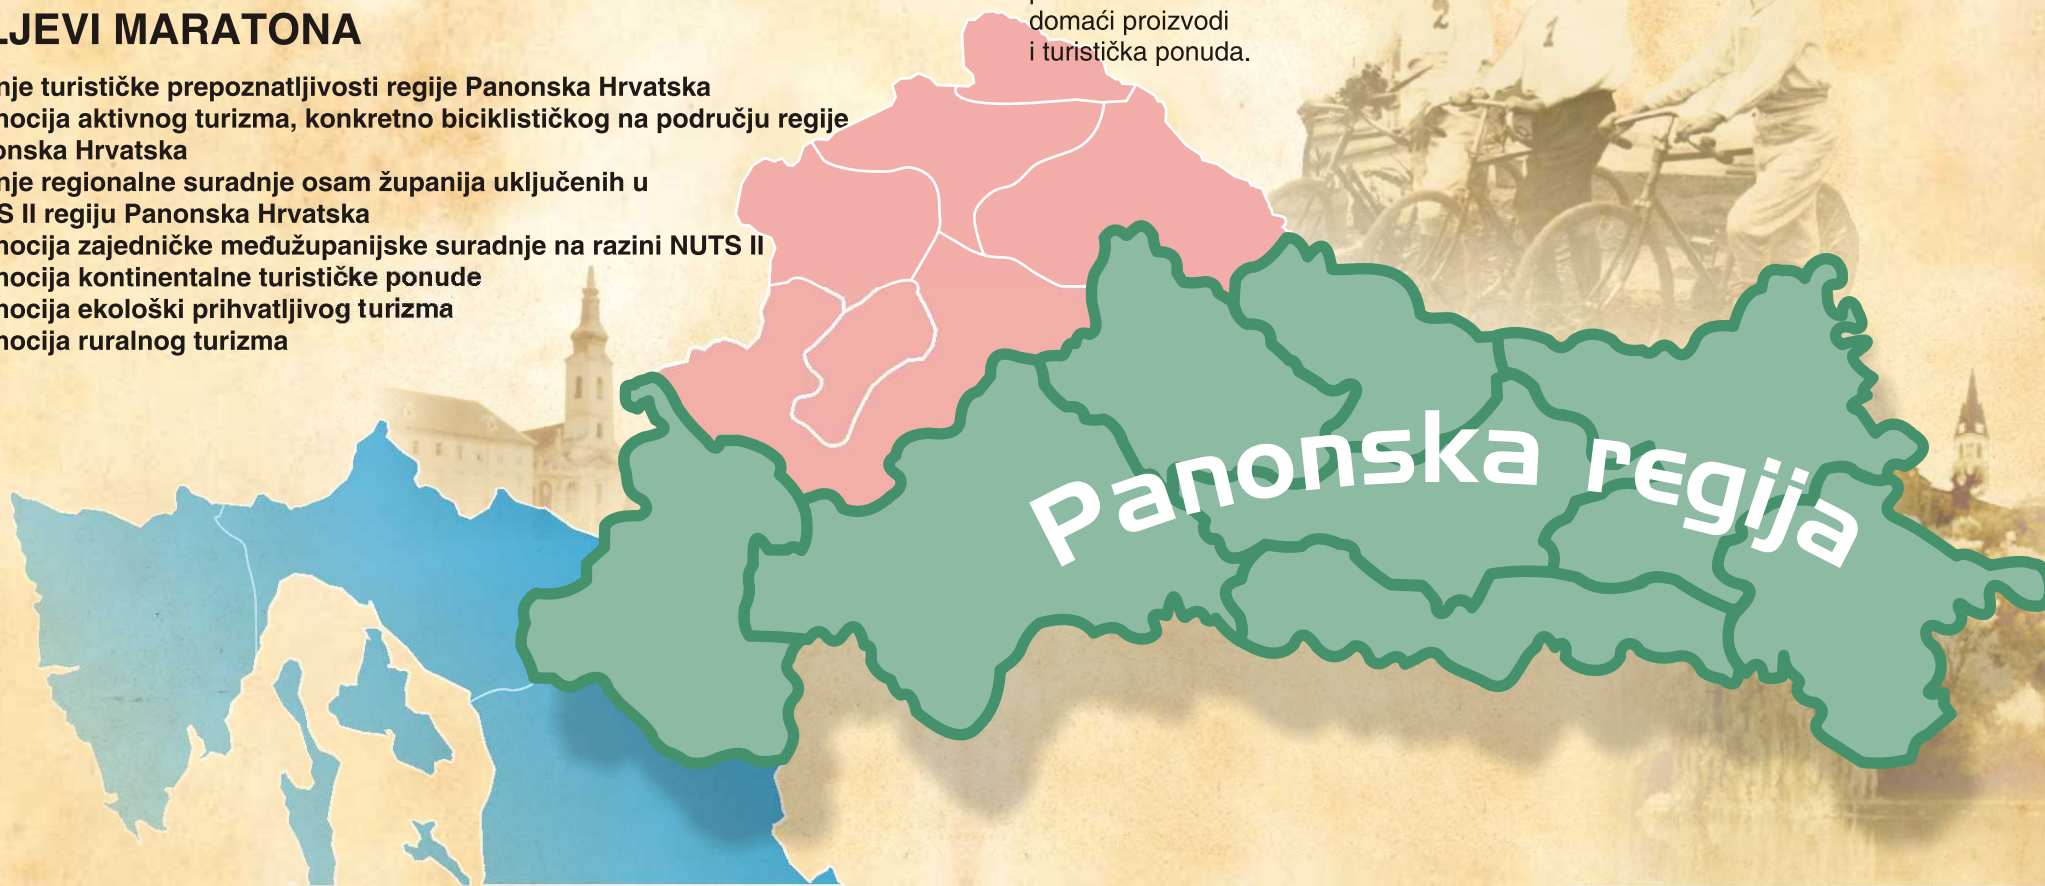 LJEVI MARATONA
nje turističke prepoznatljivosti regije Panonska Hrvatska
nocija aktivnog turizma, konkretno biciklističkog na području regije
onska Hrvatska
nje regionalne suradnje osam županija uključenih u
S II regiju Panonska Hrvatska
nocija zajedničke međužupanijske suradnje na razini NUTS II
nocija kontinentalne turističke ponude
nocija ekološki prihvatljivog turizma
nocija ruralnog turizma
domaći proizvodi
i turistička ponuda.
2
1
Panonska regija